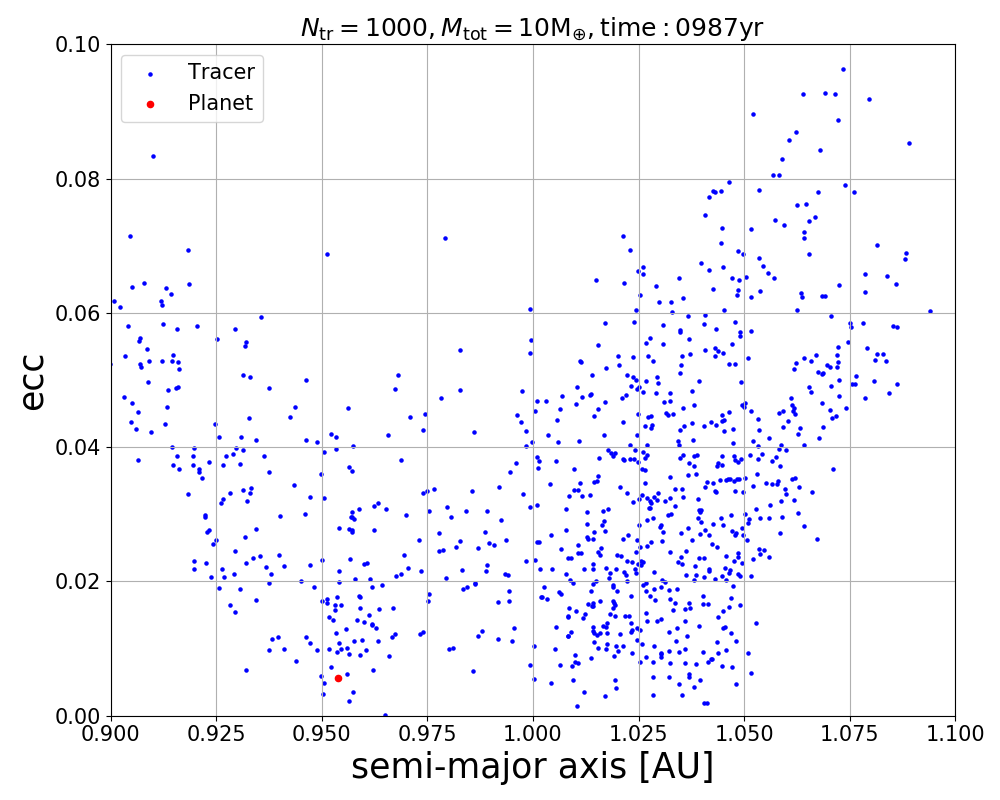 N_tr = 1000, M_tot = 10M_⊕, time : 0987yr
Tracer
Planet
ecc
0.10
0.08
0.06
0.04
0.02
0.00
0.900 0.925 0.950 0.975 1.000 1.025 1.050 1.075 1.100
semi-major axis [AU]